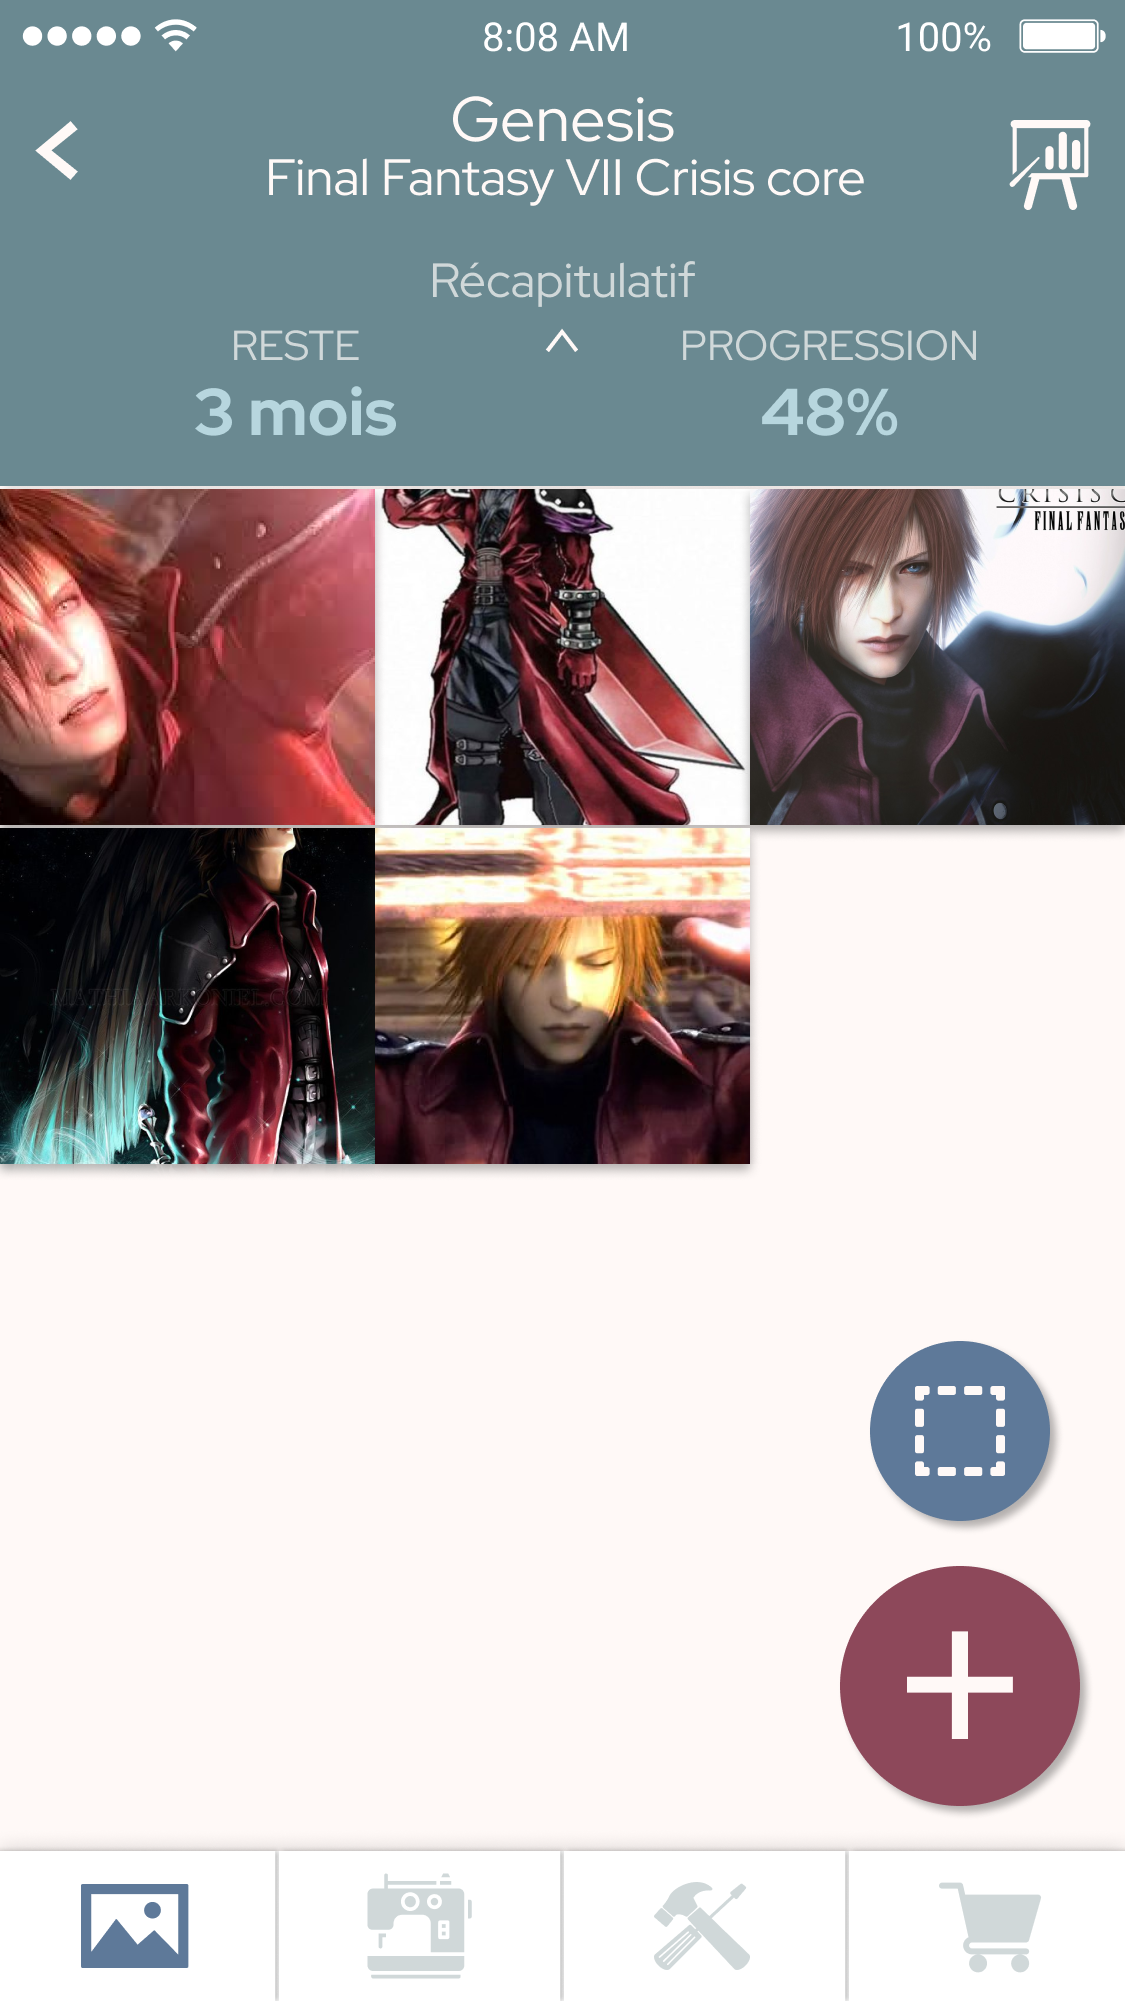 8:08 AM 100%
Genesis
Final Fantasy VII Crisis core
Récapitulatif
RESTE PROGRESSION
3 mois 48%
CRISIS C
FINAL FANTAS